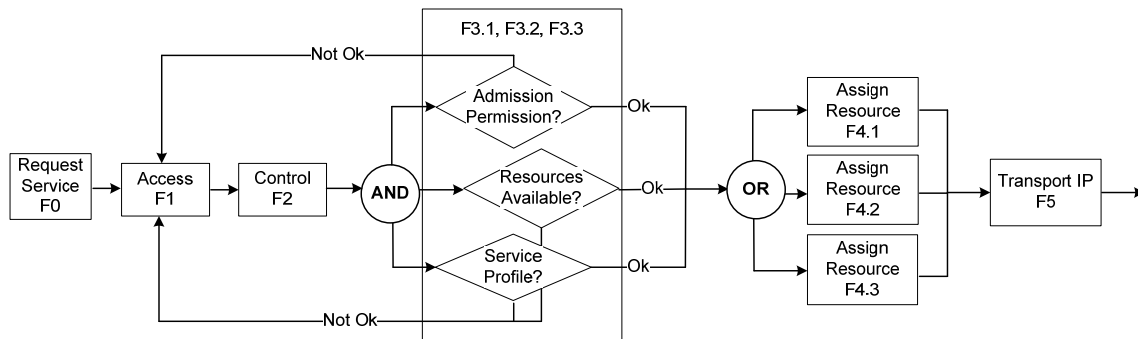 F3.1, F3.2, F3.3
Not Ok
Admission
Permission?
Ok
Assign
Resource
F4.1
Request
Service
F0
Access
F1
Control
F2
AND
Resources
Available?
Ok
OR
Assign
Resource
F4.2
Transport IP
F5
Service
Profile?
Ok
Assign
Resource
F4.3
Not Ok